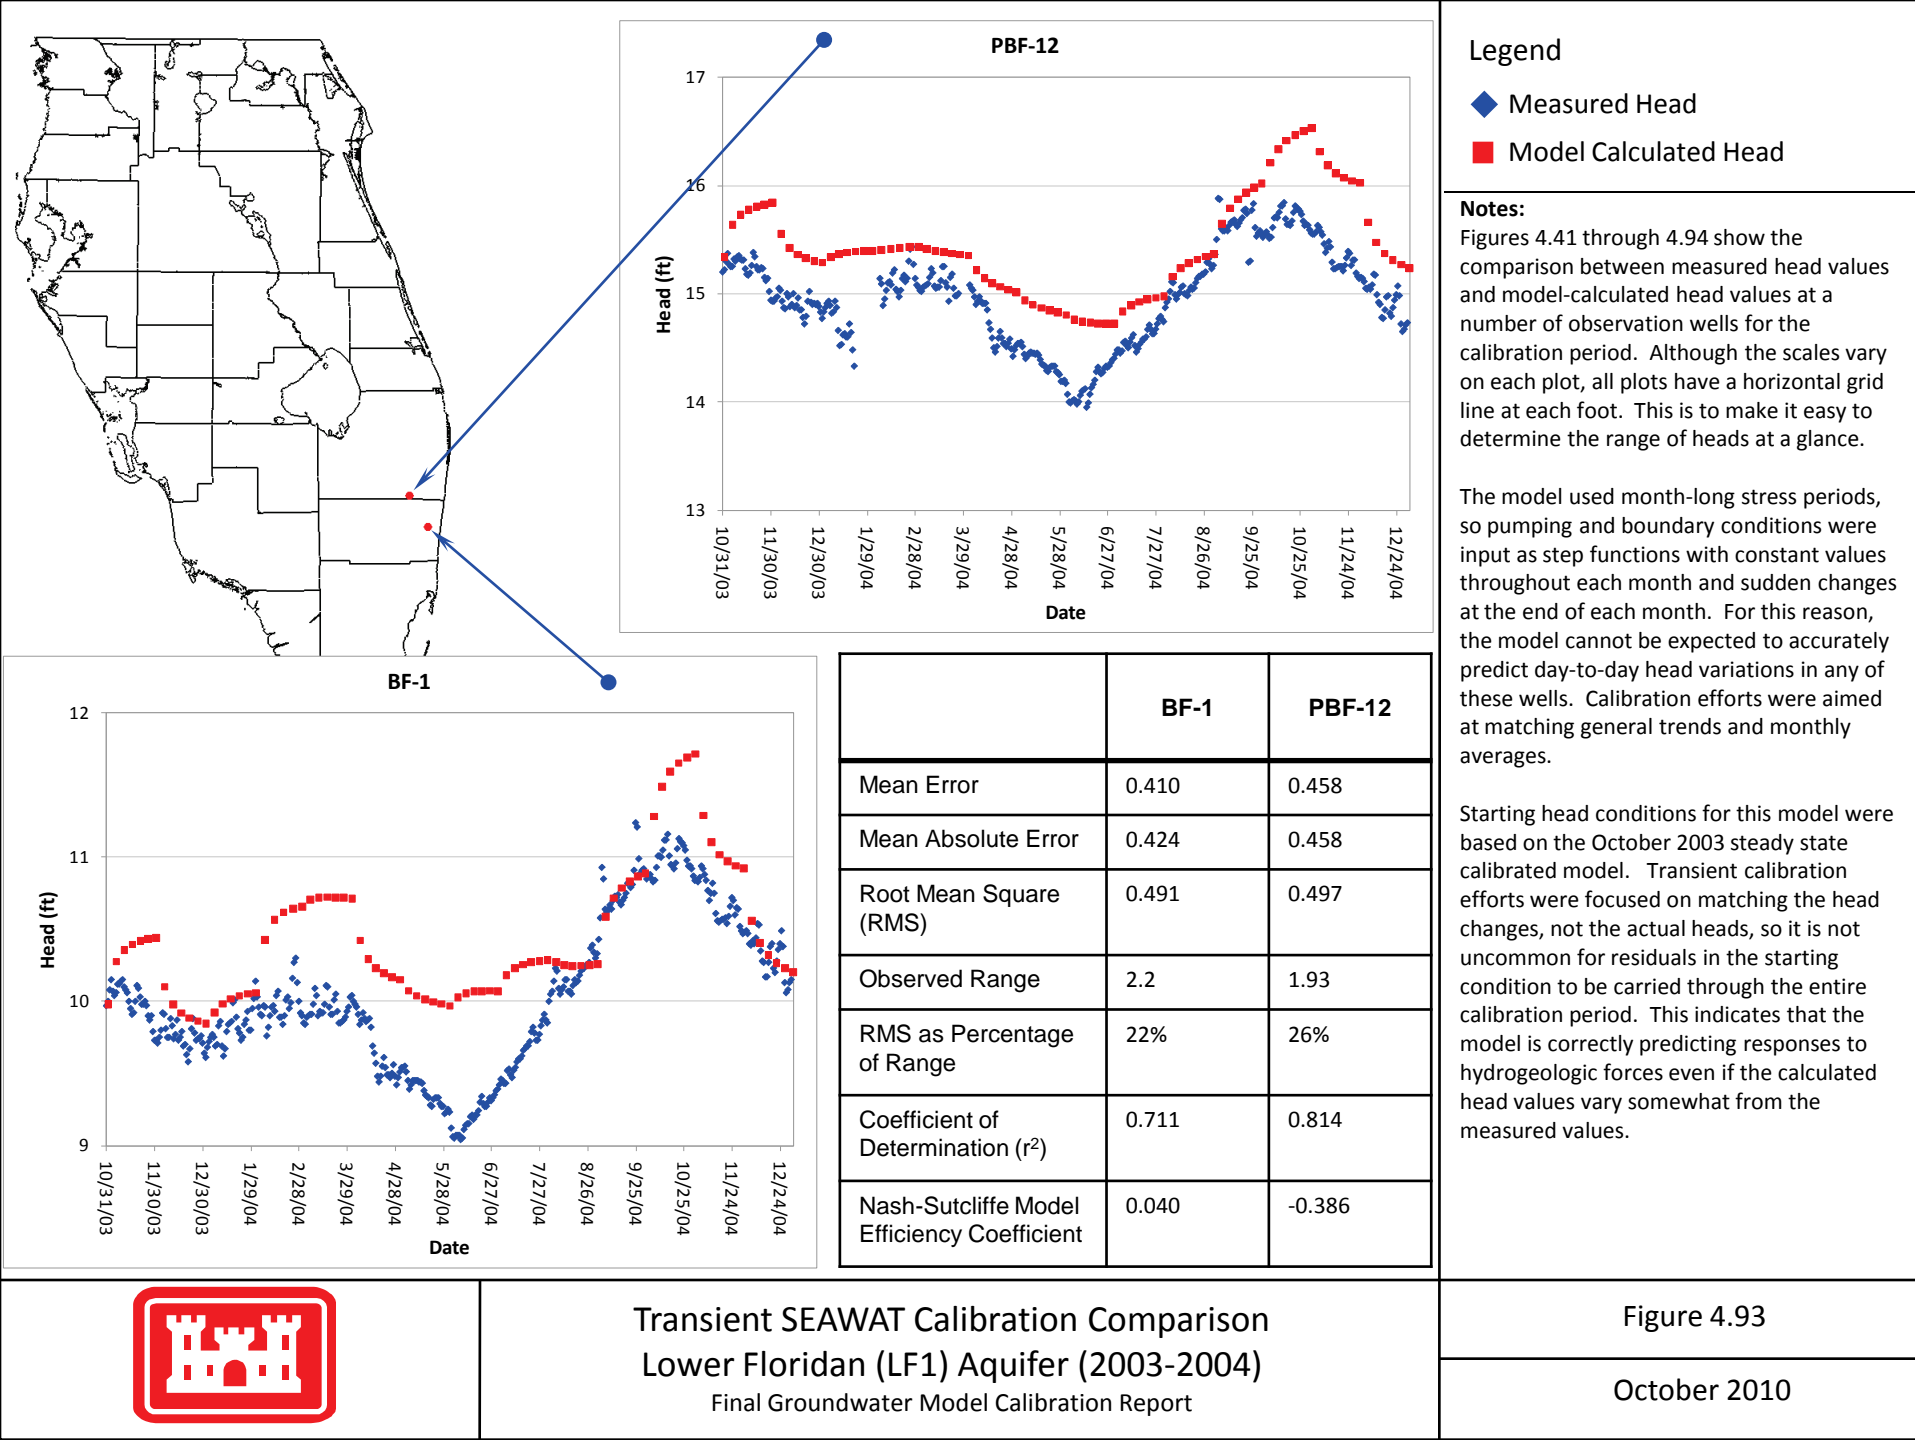 PBF-12
17
16
15
14
13
Head (ft)
10/31/03
11/30/03
12/30/03
1/29/04
2/28/04
3/29/04
4/28/04
5/28/04
6/27/04
7/27/04
8/26/04
9/25/04
10/25/04
11/24/04
12/24/04
Date
BF-1
12
11
10
9
Head (ft)
10/31/03
11/30/03
12/30/03
1/29/04
2/28/04
3/29/04
4/28/04
5/28/04
6/27/04
7/27/04
8/26/04
9/25/04
10/25/04
11/24/04
12/24/04
Date
BF-1 PBF-12
Mean Error 0.410 0.458
Mean Absolute Error 0.424 0.458
Root Mean Square 0.491 0.497
(RMS)
Observed Range 2.2 1.93
RMS as Percentage 22% 26%
of Range
Coefficient of 0.711 0.814
Determination (r²)
Nash-Sutcliffe Model 0.040 -0.386
Efficiency Coefficient
Legend
Measured Head
Model Calculated Head
Notes:
Figures 4.41 through 4.94 show the
comparison between measured head values
and model-calculated head values at a
number of observation wells for the
calibration period.  Although the scales vary
on each plot, all plots have a horizontal grid
line at each foot.  This is to make it easy to
determine the range of heads at a glance.
The model used month-long stress periods,
so pumping and boundary conditions were
input as step functions with constant values
throughout each month and sudden changes
at the end of each month.  For this reason,
the model cannot be expected to accurately
predict day-to-day head variations in any of
these wells.  Calibration efforts were aimed
at matching general trends and monthly
averages.
Starting head conditions for this model were
based on the October 2003 steady state
calibrated model.   Transient calibration
efforts were focused on matching the head
changes, not the actual heads, so it is not
uncommon for residuals in the starting
condition to be carried through the entire
calibration period.  This indicates that the
model is correctly predicting responses to
hydrogeologic forces even if the calculated
head values vary somewhat from the
measured values.
Transient SEAWAT Calibration Comparison
Lower Floridan (LF1) Aquifer (2003-2004)
Final Groundwater Model Calibration Report
Figure 4.93
October 2010